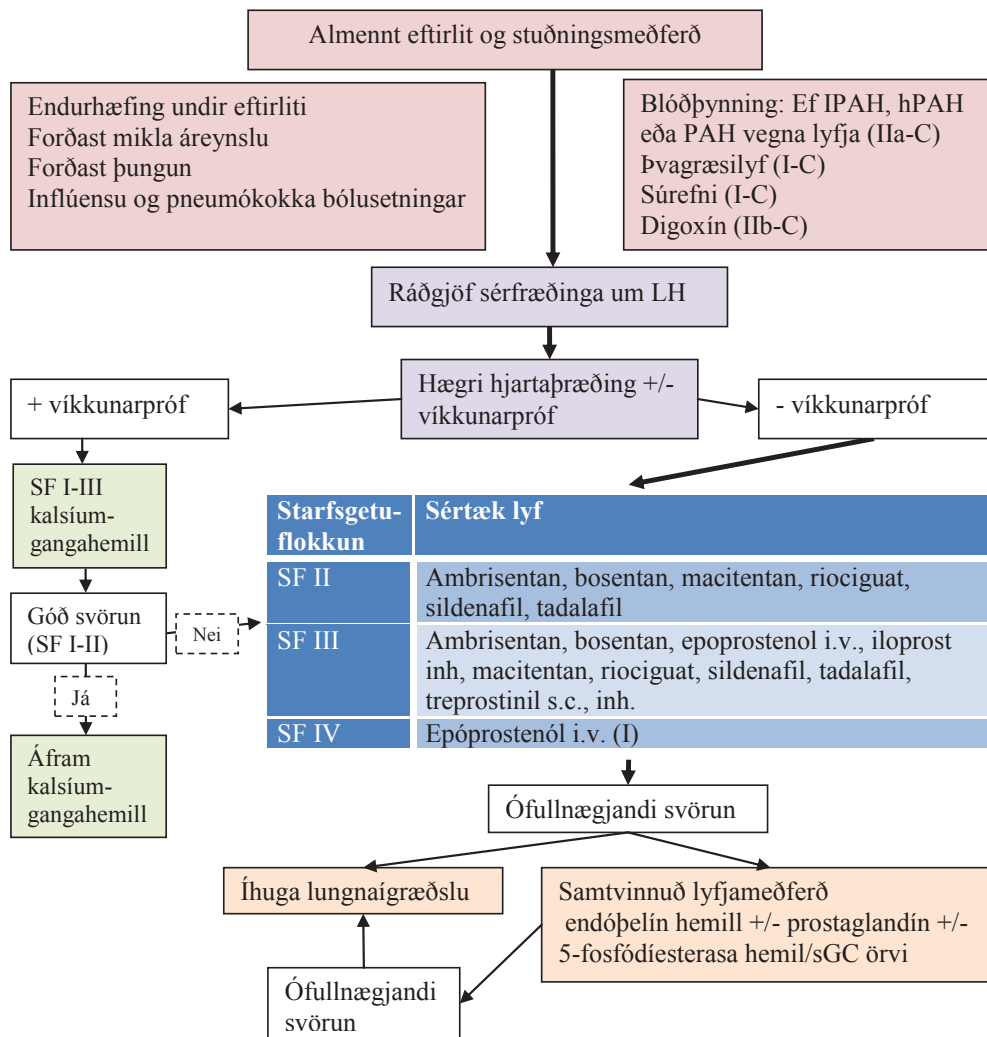 Almennt eftirlit og stuðningsmeðferð
Endurhæfing undir eftirliti
Forðast mikla áreynslu
Forðast þungun
Inflúensu og pneumókokka bólusetningar
Blóðþynning: Ef IPAH, hPAH
eða PAH vegna lyfja (IIa-C)
Þvagræsilyf (I-C)
Súrefni (I-C)
Digoxín (IIb-C)
Ráðgjöf sérfræðinga um LH
Hægri hjartaþræðing +/-
víkkunarpróf
+ víkkunarpróf
- víkkunarpróf
SF I-III
kalsíum-
gangahemill
Góð svörun
(SF I-II)
Nei
Já
Áfram
kalsíum-
gangahemill
Starfsgetu-
flokkun
Sértæk lyf
SF II
Ambrisentan, bosentan, macitentan, riociguat,
sildenafil, tadalafil
SF III
Ambrisentan, bosentan, epoprostenol i.v., iloprost
inh, macitentan, riociguat, sildenafil, tadalafil,
treprostinil s.c., inh.
SF IV
Epóprostenól i.v. (I)
Ófullnægjandi svörun
Íhuga lungnaígræðslu
Samtvinnuð lyfjameðferð
endóþelín hemill +/- prostaglandín +/-
5-fosfódíesterasa hemil/sGC örvi
Ófullnægjandi
svörun